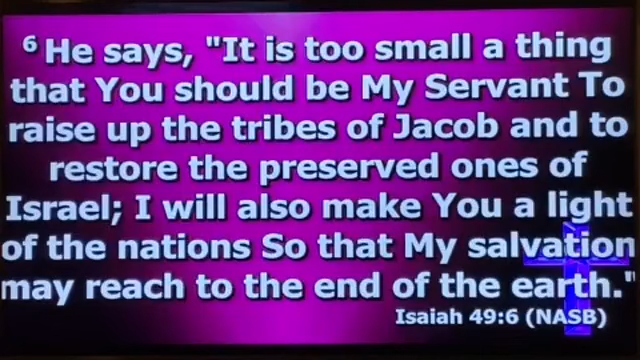 6 He says, "It is too small a thing
that You should be My Servant To
raise up the tribes of Jacob and to
restore the preserved ones of
Israel; I will also make You a light
of the nations So that My salvation
may reach to the end of the earth."
Isaiah 49:6 (NASB)